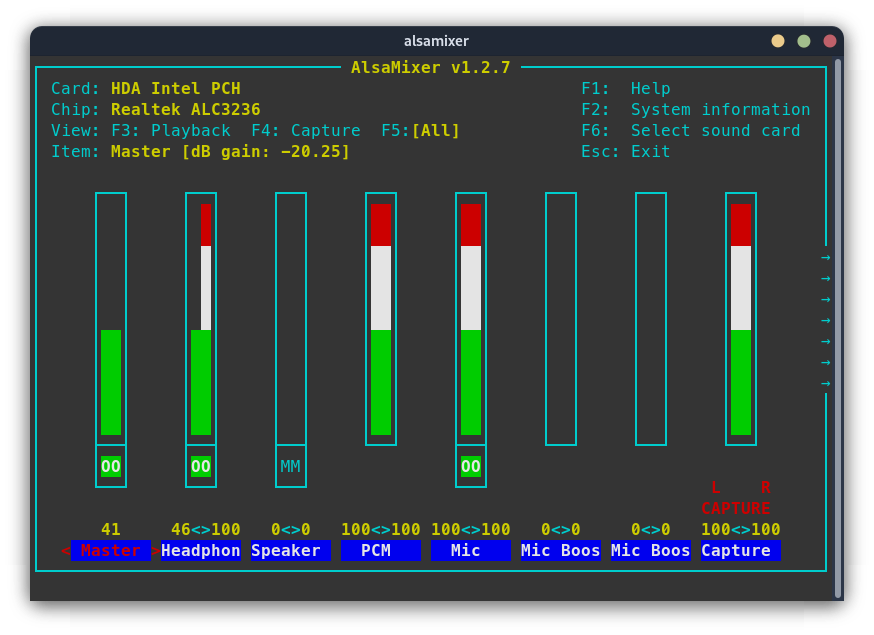 alsamixer
AlsaMixer v1.2.7
Card: HDA Intel PCH F1: Help
Chip: Realtek ALC3236 F2: System information
View: F3: Playback F4: Capture F5:[All] F6: Select sound card
Item: Master [dB gain: −20.25] Esc: Exit
→
→
→
→
→
→
→
OO OO MM OO
L R
CAPTURE
41 46<>100 0<>0 100<>100 100<>100 0<>0 0<>0 100<>100
< Master > Headphon Speaker PCM Mic Mic Boos Mic Boos Capture